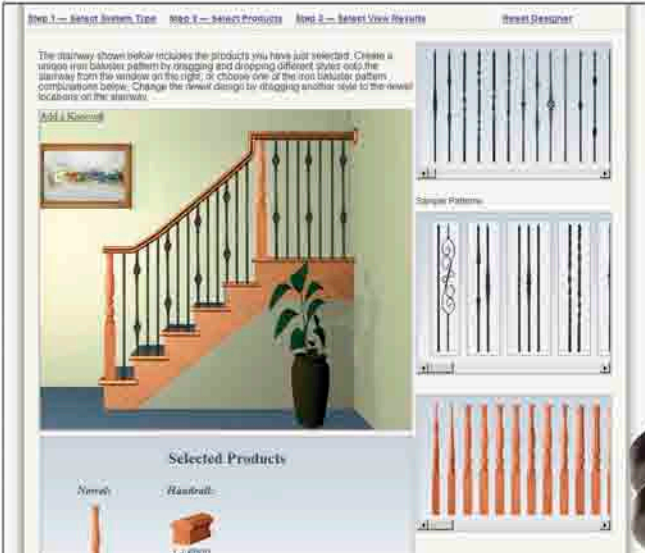 Step 1 — Select System Type Step 2 — Select Products Step 3 — Select View Results Reset Designer
The stairway shown below includes the products you have just selected. Create a
unique iron baluster pattern by dragging and dropping different styles onto the
stairway from the window on the right, or choose one of the iron baluster pattern
combinations below. Change the newel design by dragging another style to the newel
locations on the stairway.
Add a Kneewall
Sample Patterns
Selected Products
Newel: Handrail: